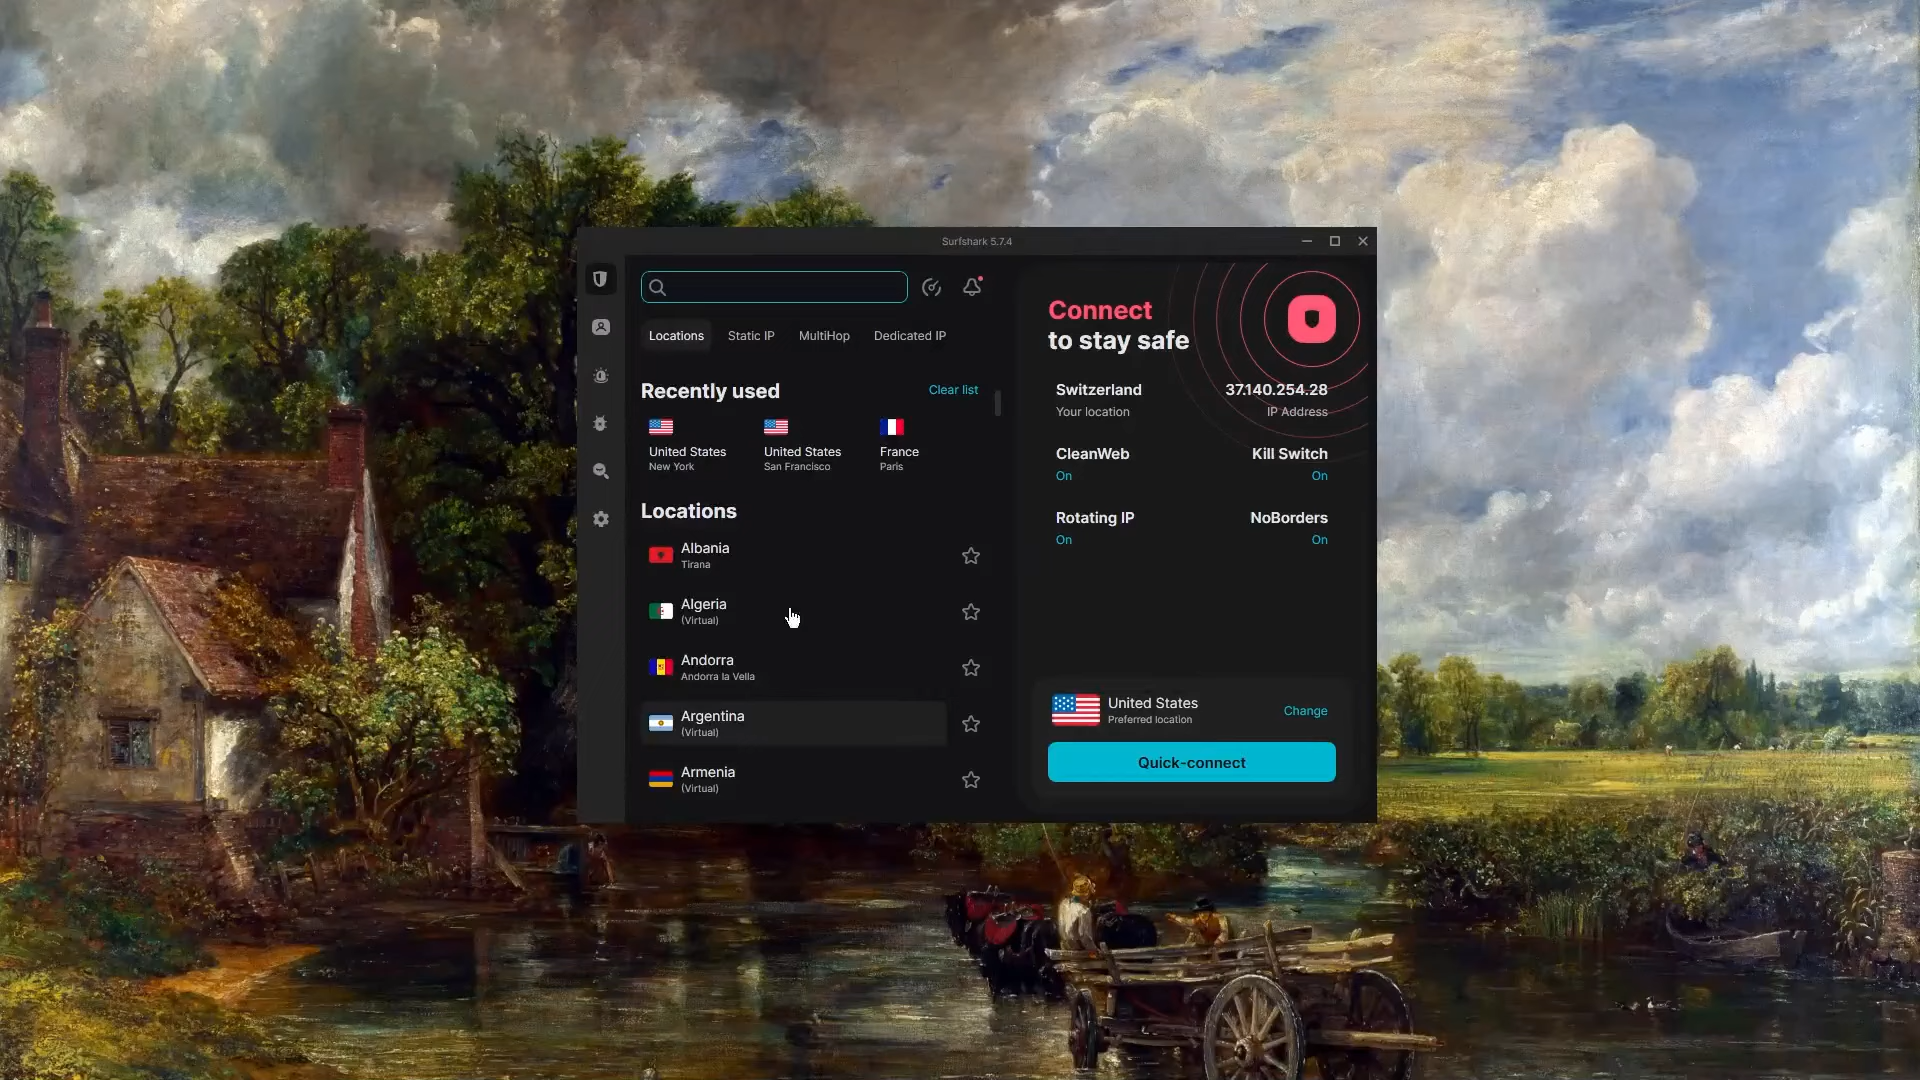 Surfshark 5.7.4
Locations
Static IP
MultiHop
Dedicated IP
Recently used
Clear list
United States
New York
United States
San Francisco
France
Paris
Locations
Albania
Tirana
Algeria
(Virtual)
Andorra
Andorra la Vella
Argentina
(Virtual)
Armenia
(Virtual)
Connect
to stay safe
Switzerland
Your location
37.140.254.28
IP Address
CleanWeb
On
Kill Switch
On
Rotating IP
On
NoBorders
On
United States
Preferred location
Change
Quick-connect